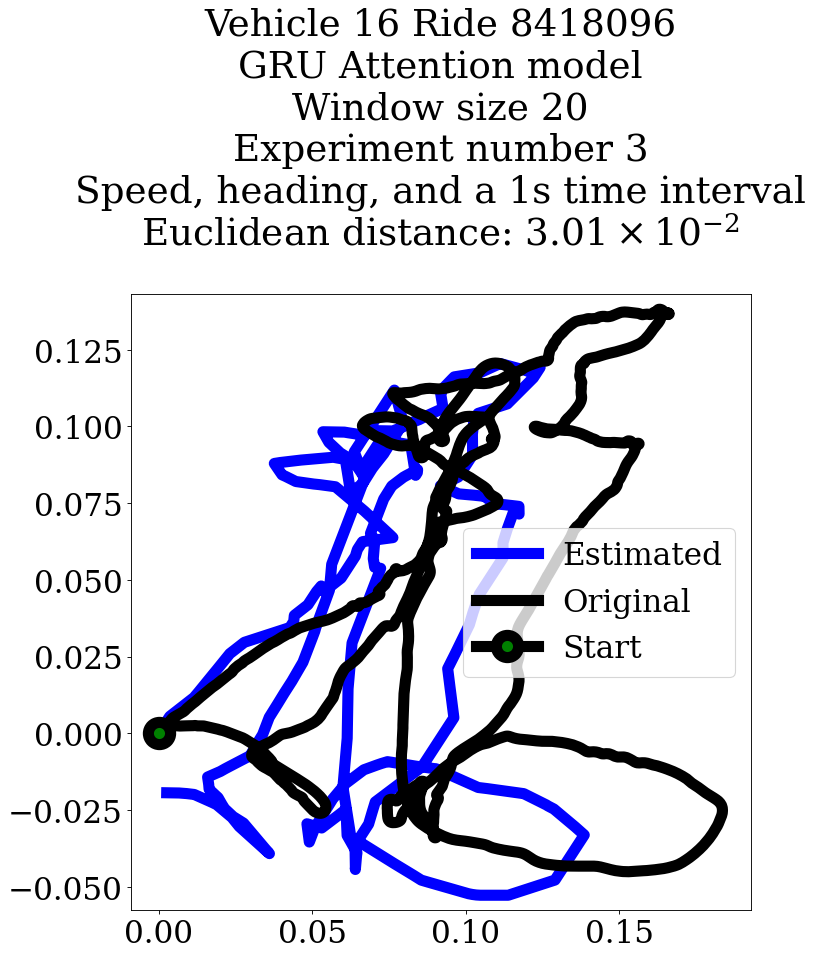 Vehicle 16 Ride 8418096
GRU Attention model
Window size 20
Experiment number 3
Speed, heading, and a 1s time interval
Euclidean distance: 3.01 × 10⁻²
0.125
0.100
0.075
0.050
0.025
0.000
−0.025
−0.050
Estimated
Original
Start
0.00 0.05 0.10 0.15